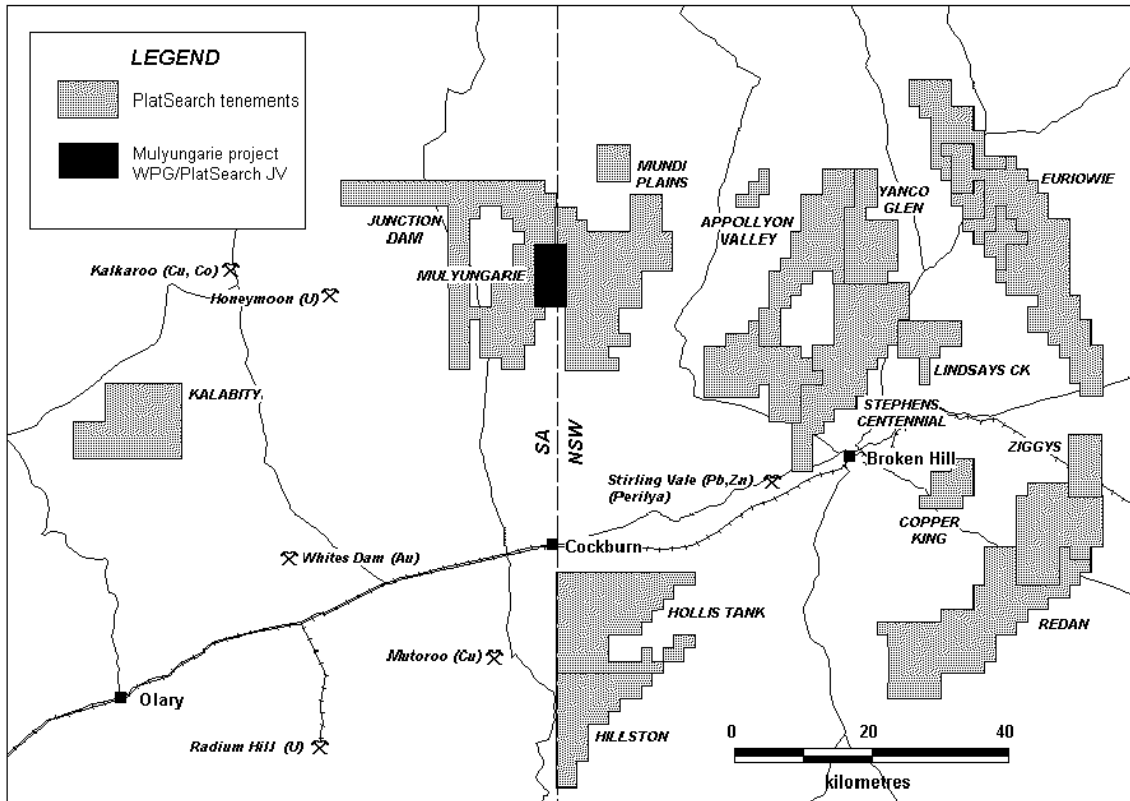 LEGEND
PlatSearch tenements
Mulyungarie project
WPG/PlatSearch JV
MUNDI
PLAINS
EURIOWIE
YANCO
GLEN
JUNCTION
DAM
APPOLLYON
VALLEY
MULYUNGARIE
Kalkaroo (Cu, Co)
Honeymoon (U)
LINDSAYS CK
KALABITY
STEPHENS
CENTENNIAL
SA
NSW
ZIGGYS
Broken Hill
Stirling Vale (Pb,Zn)
(Perilya)
COPPER
KING
Cockburn
Whites Dam (Au)
HOLLIS TANK
REDAN
Mutoroo (Cu)
Olary
HILLSTON
Radium Hill (U)
0 20 40
kilometres